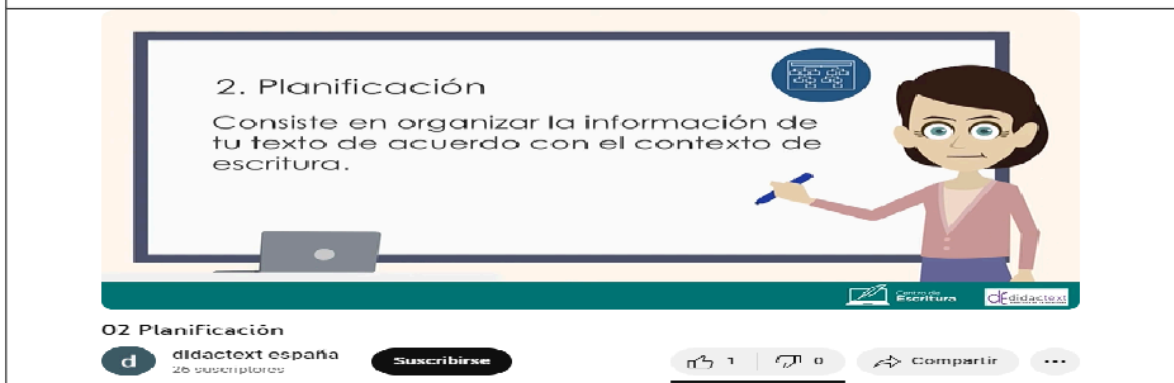 2. Planificación
Consiste en organizar la información de
tu texto de acuerdo con el contexto de
escritura.
Centro de
Escritura
didactext
02 Planificación
d
didactext españa
26 suscriptores
Suscribirse
1
0
Compartir